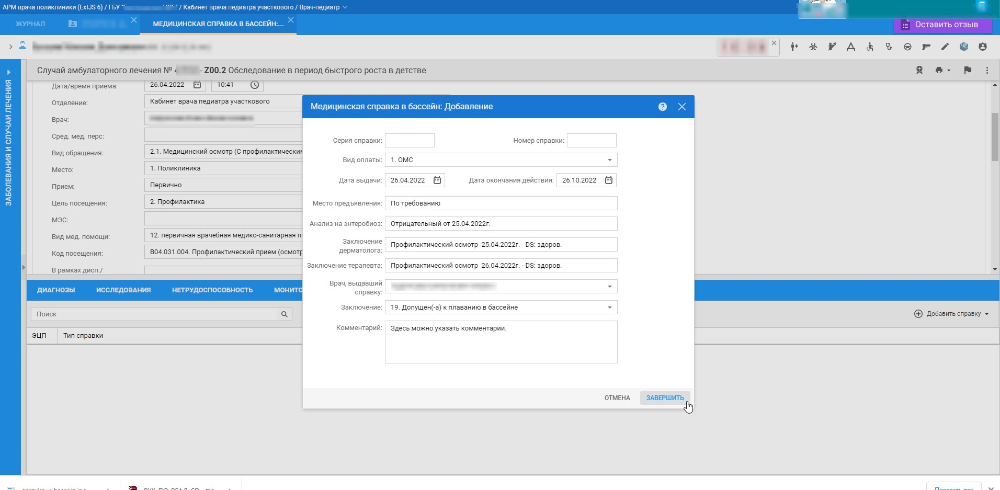 АРМ врача поликлиники (ExtJS 6) / ГБУ / Кабинет врача педиатра участкового / Врач-педиатр
ЖУРНАЛ
МЕДИЦИНСКАЯ СПРАВКА В БАССЕЙН:...
Оставить отзыв
Случай амбулаторного лечения № - Z00.2 Обследование в период быстрого роста в детстве
ЗАБОЛЕВАНИЯ И СЛУЧАИ ЛЕЧЕНИЯ
Дата/время приема: 26.04.2022 10:41
Отделение: Кабинет врача педиатра участкового
Врач:
Сред. мед. перс:
Вид обращения: 2.1. Медицинский осмотр (С профилактическим
Место: 1. Поликлиника
Прием: Первично
Цель посещения: 2. Профилактика
МЭС:
Вид мед. помощи: 12. первичная врачебная медико-санитарная
Код посещения: B04.031.004. Профилактический прием (осмотр
В рамках дисп./
ДИАГНОЗЫ ИССЛЕДОВАНИЯ НЕТРУДОСПОСОБНОСТЬ МОНИТО
Поиск
Добавить справку
ЭЦП Тип справки
Медицинская справка в бассейн: Добавление
Серия справки: Номер справки:
Вид оплаты: 1. ОМС
Дата выдачи: 26.04.2022 Дата окончания действия: 26.10.2022
Место предъявления: По требованию
Анализ на энтеробиоз: Отрицательный от 25.04.2022г.
Заключение дерматолога: Профилактический осмотр 25.04.2022г. - DS: здоров.
Заключение терапевта: Профилактический осмотр 26.04.2022г. - DS: здоров.
Врач, выдавший справку:
Заключение: 19. Допущен(-а) к плаванию в бассейне
Комментарий: Здесь можно указать комментарии.
ОТМЕНА ЗАВЕРШИТЬ
Показать все